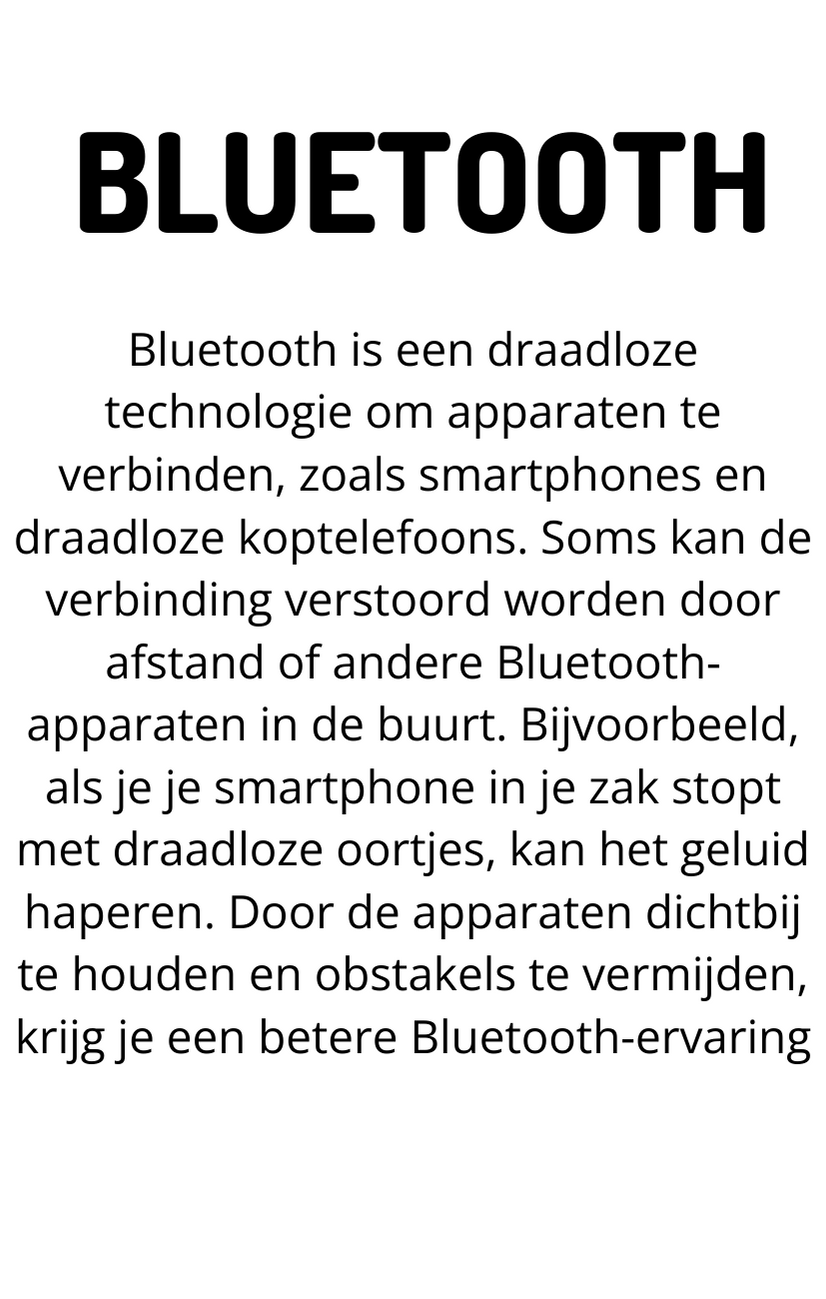 BLUETOOTH
Bluetooth is een draadloze
technologie om apparaten te
verbinden, zoals smartphones en
draadloze koptelefoons. Soms kan de
verbinding verstoord worden door
afstand of andere Bluetooth-
apparaten in de buurt. Bijvoorbeeld,
als je je smartphone in je zak stopt
met draadloze oortjes, kan het geluid
haperen. Door de apparaten dichtbij
te houden en obstakels te vermijden,
krijg je een betere Bluetooth-ervaring